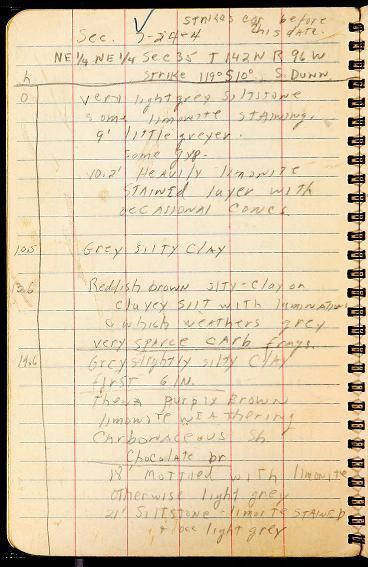 strikes car before
this date.
Sec. 7-24-4
NE 1/4 NE 1/4 Sec 35 T 142 N R 96 W
h Strike 119° S10°. S. DUNN.
0 Very light grey Siltstone
some limonite staining.
9' little greyer.
some gyp.
10.2' Heavily limonite
STAINED layer with
occasional concs.
10.5 Grey silty clay
13.6 Reddish brown silty-clay or
clayey silt with laminations
& which weathers grey
very sparce carb frags.
19.6 Grey slightly silty clay
first 6 IN.
Then purply Brown
limonite weathering
Carbonaceous Sh
Chocolate br
18' Mottled with limonite
otherwise light grey
21' Siltstone - limonite STAINED
+ occ light grey